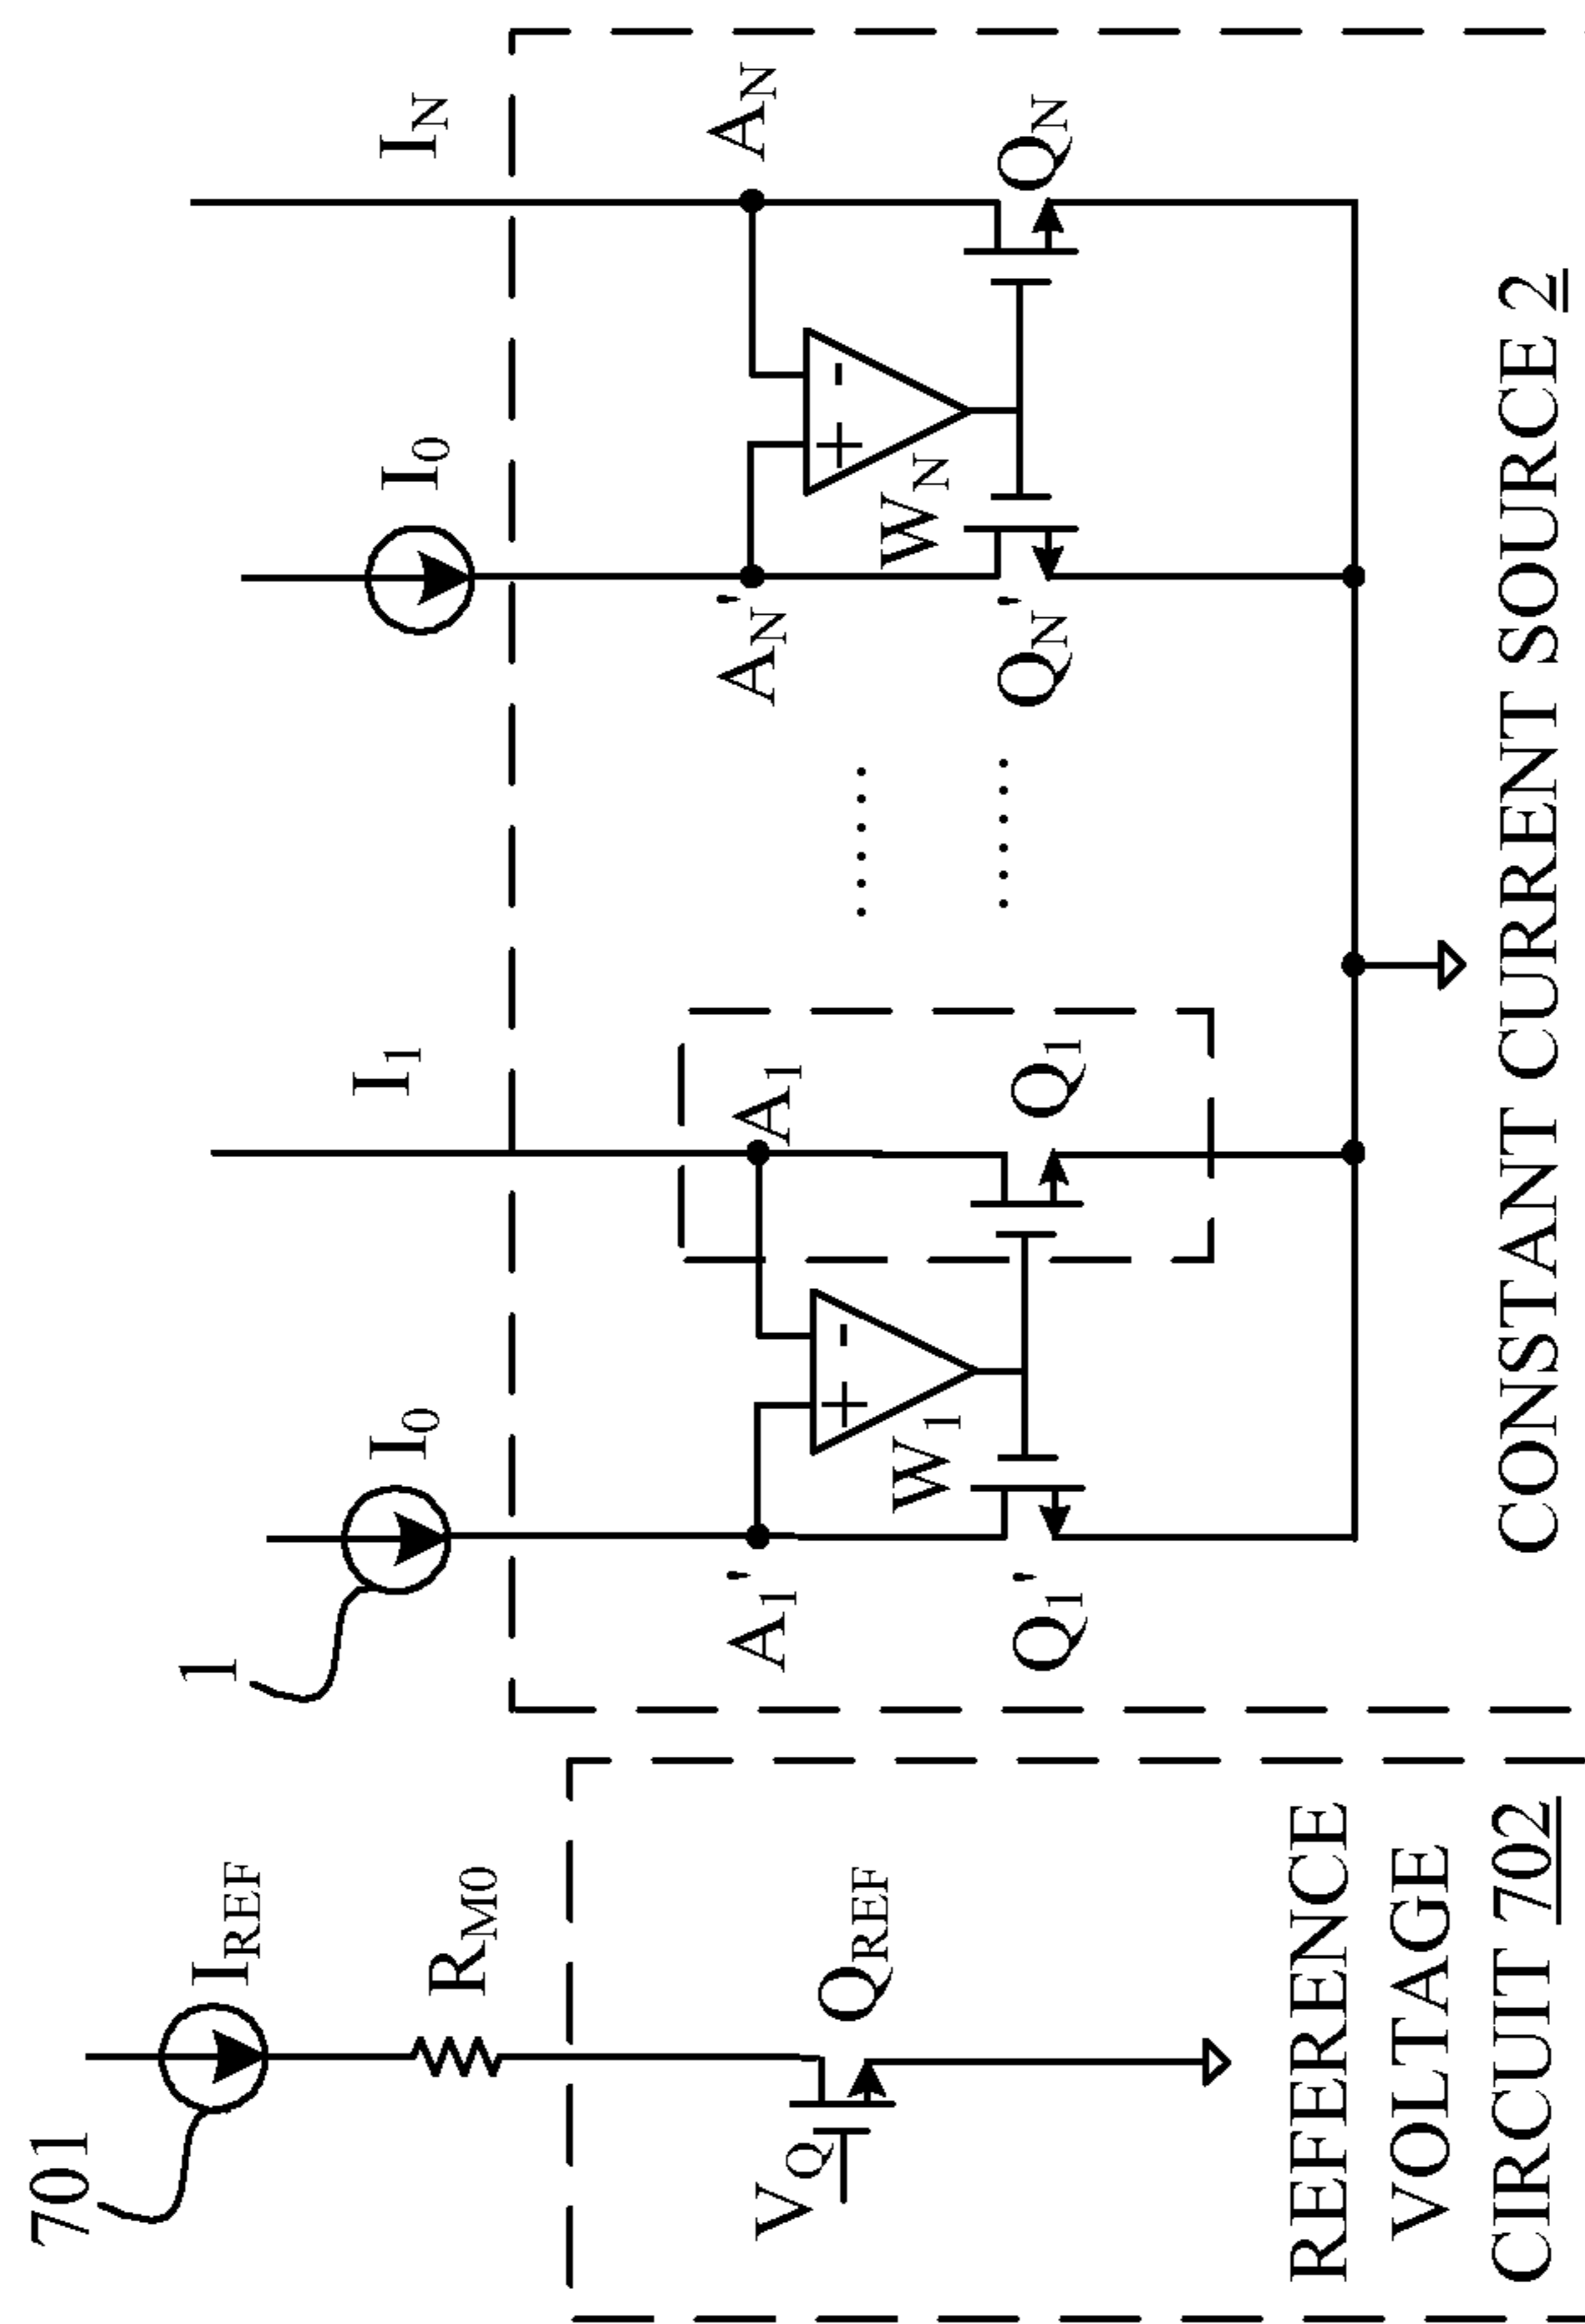 701
I_REF
R_M0
V_Q
Q_REF
REFERENCE
VOLTAGE
CIRCUIT 702
1
I_0
I_1
I_0
I_N
A_1'
A_1
A_N'
A_N
+ -
+ -
W_1
W_N
......
......
Q_1'
Q_1
Q_N'
Q_N
CONSTANT CURRENT SOURCE 2